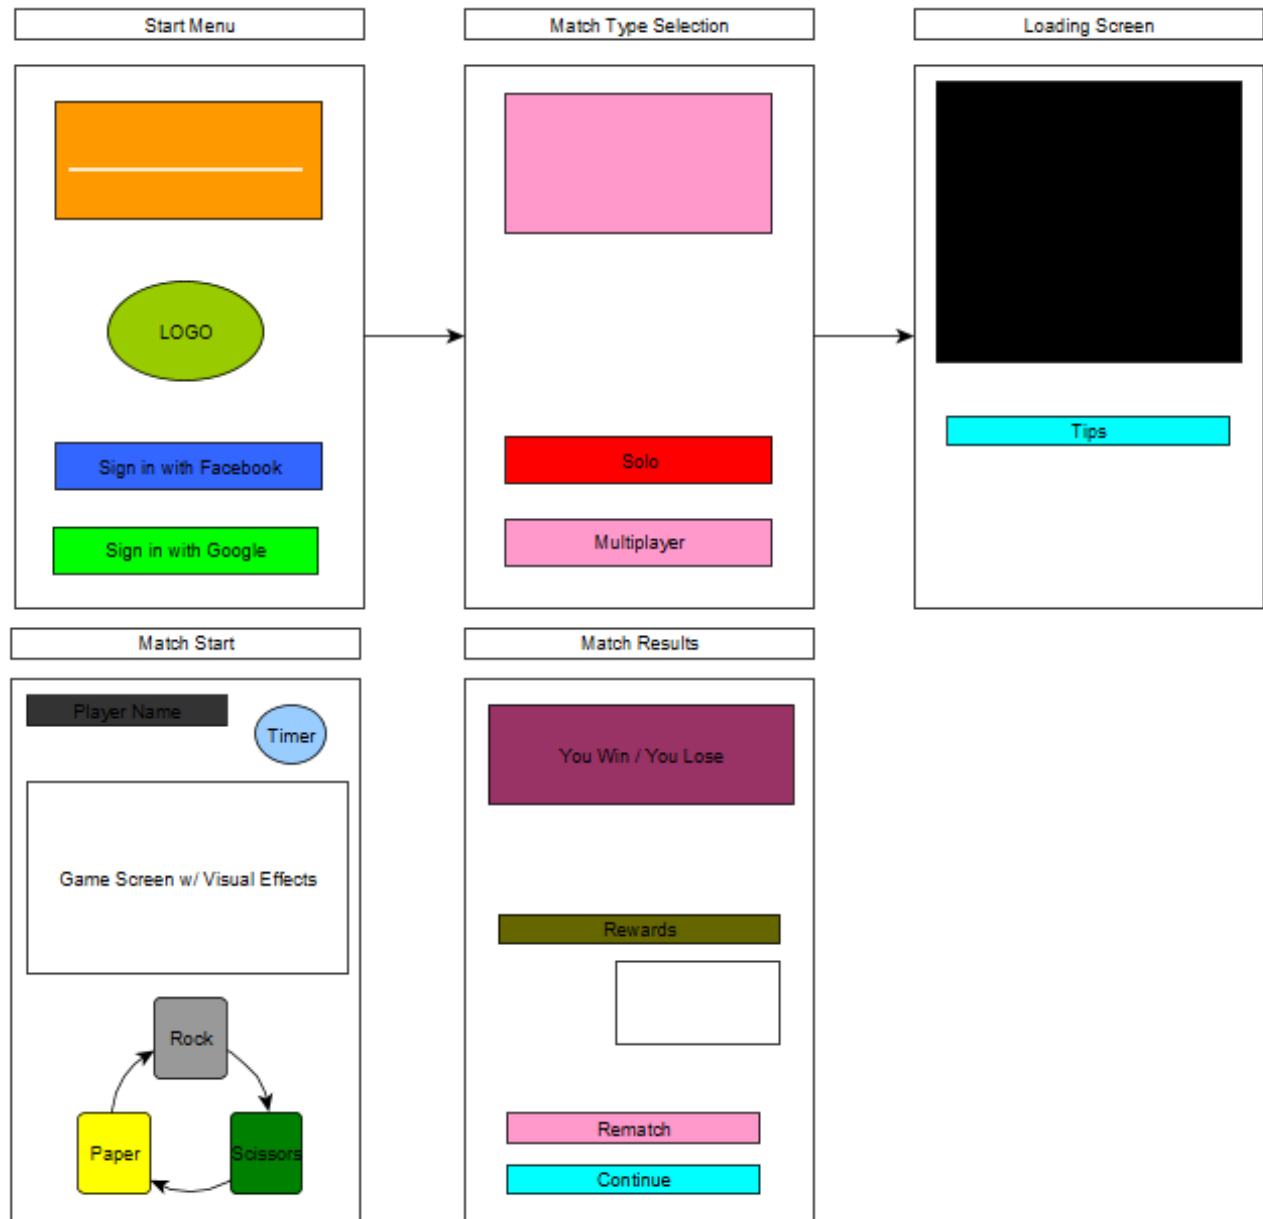 Start Menu
Match Type Selection
Loading Screen
LOGO
Sign in with Facebook
Sign in with Google
Solo
Multiplayer
Tips
Match Start
Match Results
Player Name
Timer
Game Screen w/ Visual Effects
Rock
Paper
Scissors
You Win / You Lose
Rewards
Rematch
Continue